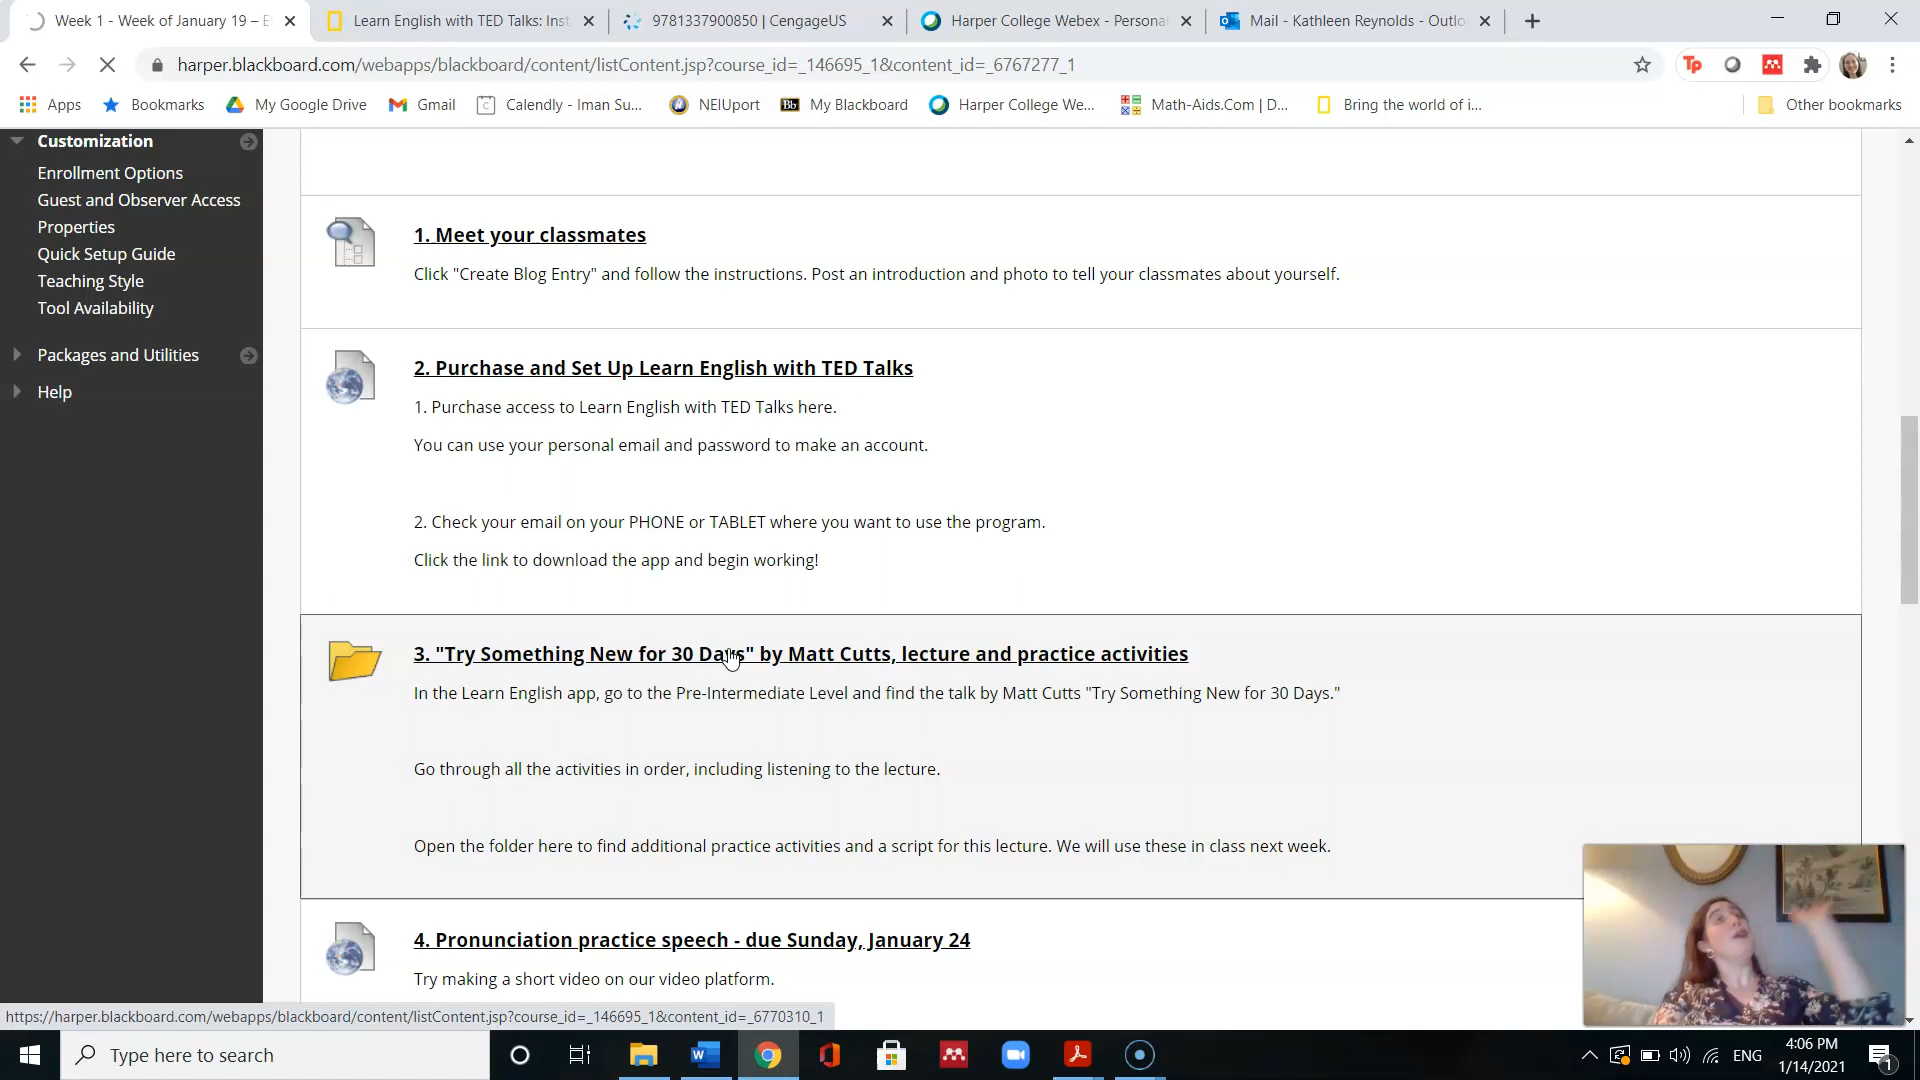 Week 1 - Week of January 19 – E
Learn English with TED Talks: Inst
9781337900850 | CengageUS
Harper College Webex - Persona
Mail - Kathleen Reynolds - Outlo
harper.blackboard.com/webapps/blackboard/content/listContent.jsp?course_id=_146695_1&content_id=_6767277_1
Apps
Bookmarks
My Google Drive
Gmail
Calendly - Iman Su...
NEIUport
Bb My Blackboard
Harper College We...
Math-Aids.Com | D...
Bring the world of i...
Other bookmarks
Customization
Enrollment Options
Guest and Observer Access
Properties
Quick Setup Guide
Teaching Style
Tool Availability
Packages and Utilities
Help
1. Meet your classmates
Click "Create Blog Entry" and follow the instructions. Post an introduction and photo to tell your classmates about yourself.
2. Purchase and Set Up Learn English with TED Talks
1. Purchase access to Learn English with TED Talks here.
You can use your personal email and password to make an account.
2. Check your email on your PHONE or TABLET where you want to use the program.
Click the link to download the app and begin working!
3. "Try Something New for 30 Days" by Matt Cutts, lecture and practice activities
In the Learn English app, go to the Pre-Intermediate Level and find the talk by Matt Cutts "Try Something New for 30 Days."
Go through all the activities in order, including listening to the lecture.
Open the folder here to find additional practice activities and a script for this lecture. We will use these in class next week.
4. Pronunciation practice speech - due Sunday, January 24
Try making a short video on our video platform.
https://harper.blackboard.com/webapps/blackboard/content/listContent.jsp?course_id=_146695_1&content_id=_6770310_1
Type here to search
ENG
4:06 PM
1/14/2021
1